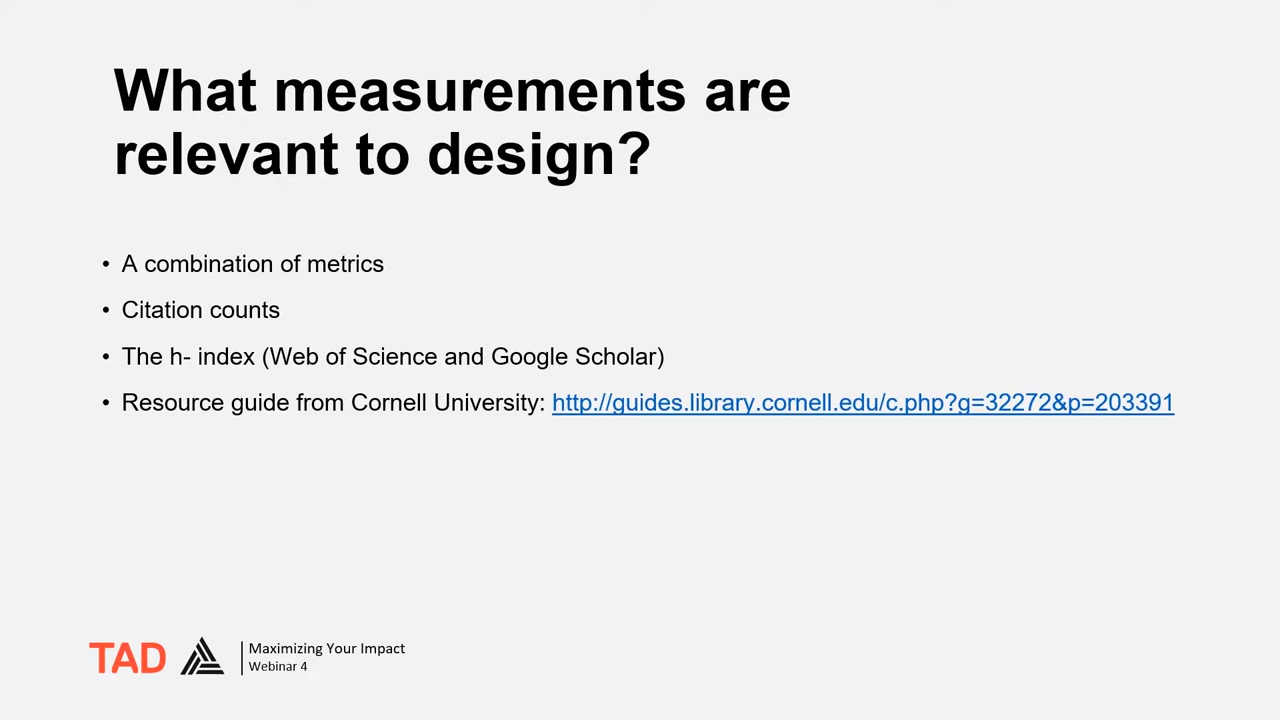 What measurements are
relevant to design?
• A combination of metrics
• Citation counts
• The h- index (Web of Science and Google Scholar)
• Resource guide from Cornell University: http://guides.library.cornell.edu/c.php?g=32272&p=203391
TAD
Maximizing Your Impact
Webinar 4